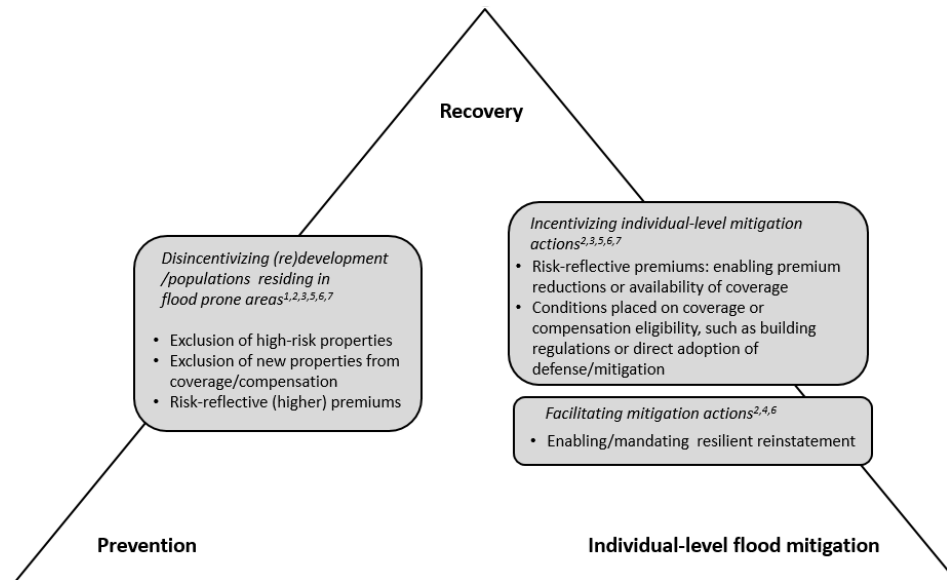 Recovery
Disincentivizing (re)development
/populations residing in
flood prone areas1,2,3,5,6,7
• Exclusion of high-risk properties
• Exclusion of new properties from
coverage/compensation
• Risk-reflective (higher) premiums
Incentivizing individual-level mitigation
actions2,3,5,6,7
• Risk-reflective premiums: enabling premium
reductions or availability of coverage
• Conditions placed on coverage or
compensation eligibility, such as building
regulations or direct adoption of
defense/mitigation
Facilitating mitigation actions2,4,6
• Enabling/mandating resilient reinstatement
Prevention
Individual-level flood mitigation